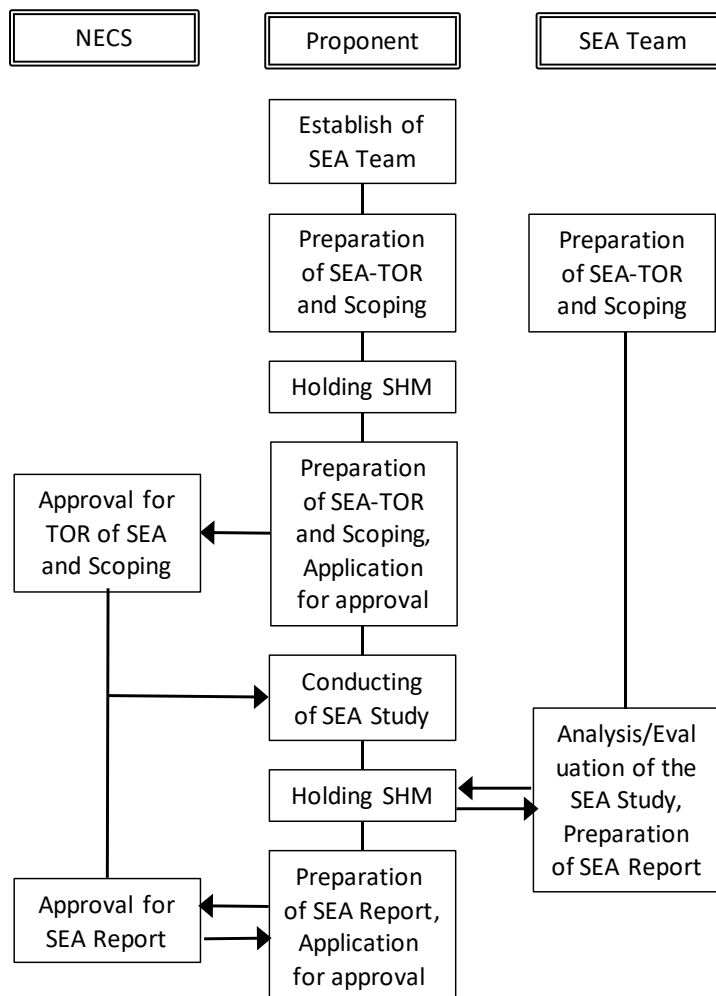 NECS
Proponent
SEA Team
Establish of
SEA Team
Preparation
of SEA-TOR
and Scoping
Preparation
of SEA-TOR
and Scoping
Holding SHM
Preparation
of SEA-TOR
and Scoping,
Application
for approval
Approval for
TOR of SEA
and Scoping
Conducting
of SEA Study
Analysis/Eval
uation of the
SEA Study,
Preparation
of SEA Report
Holding SHM
Preparation
of SEA Report,
Application
for approval
Approval for
SEA Report